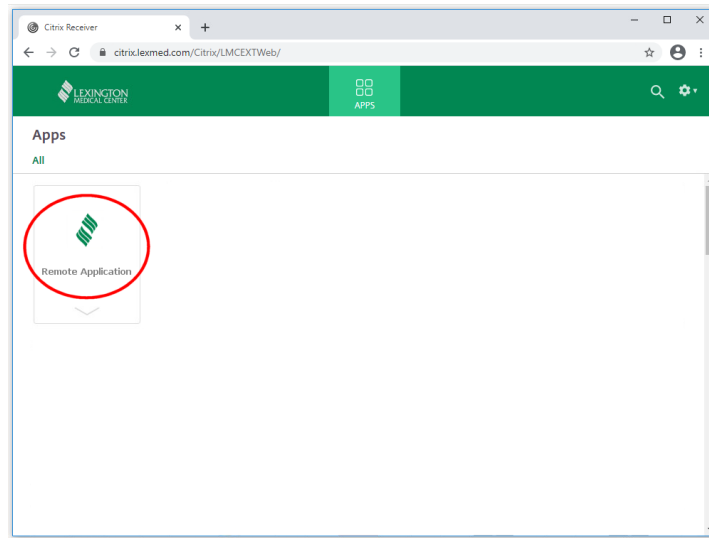 Citrix Receiver
citrix.lexmed.com/Citrix/LMCEXTWeb/
LEXINGTON
MEDICAL CENTER
APPS
Apps
All
Remote Application